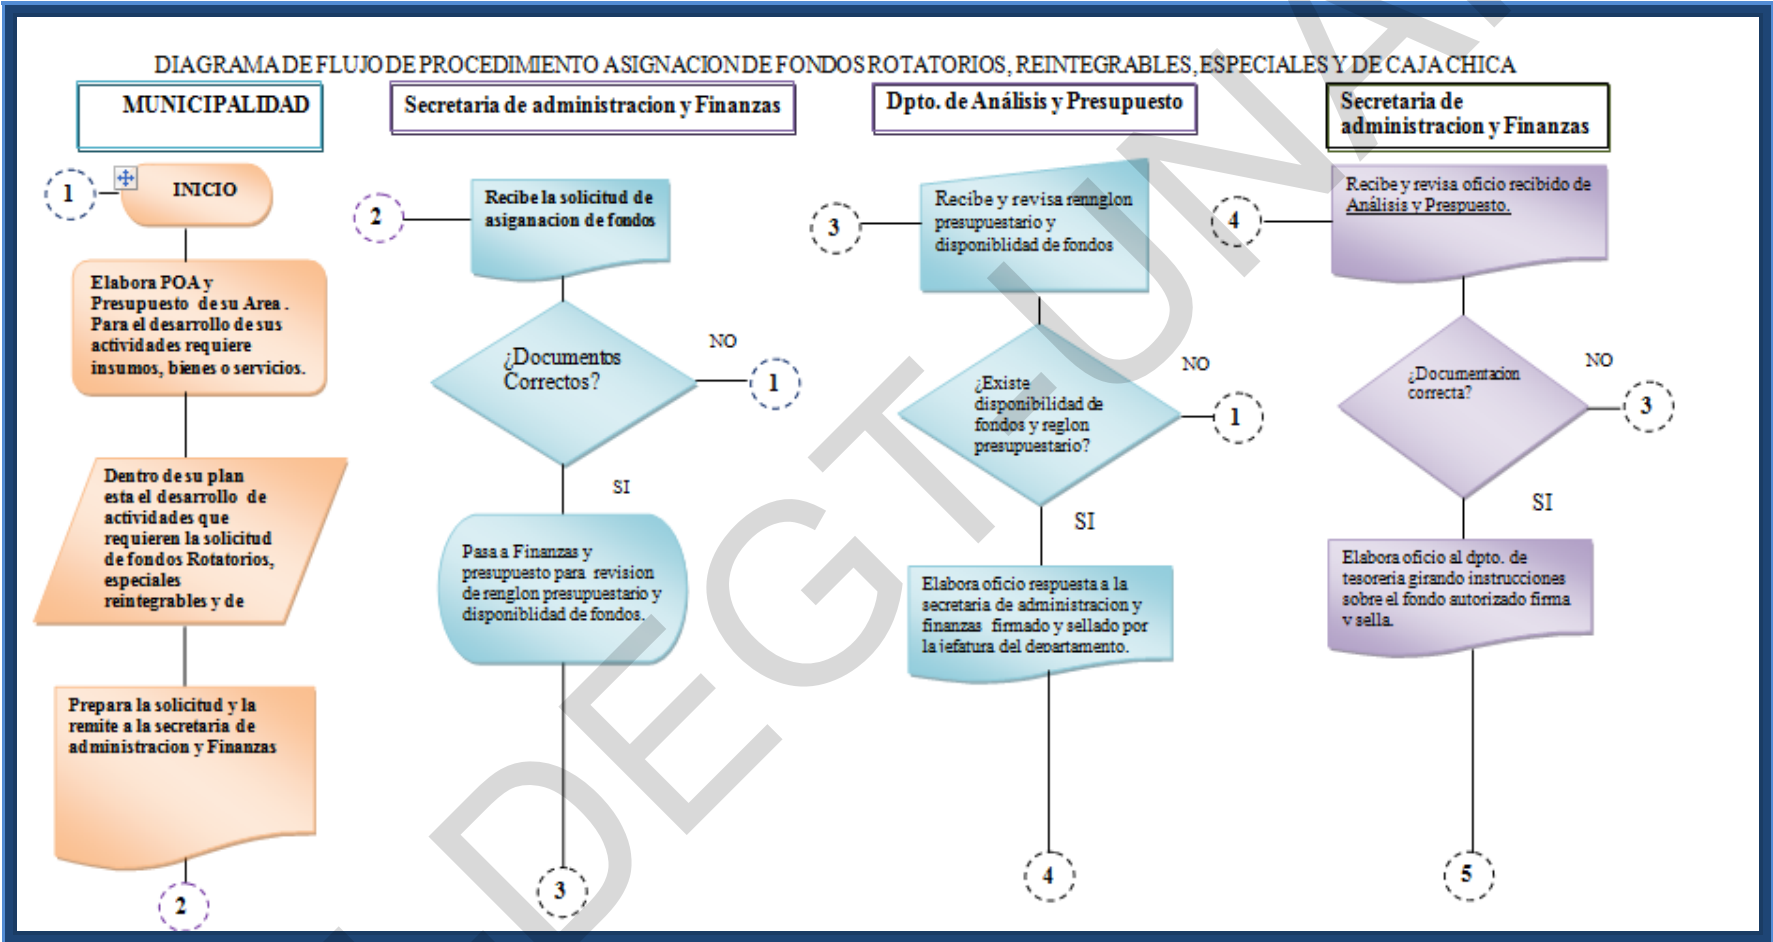 DIAGRAMA DE FLUJO DE PROCEDIMIENTO ASIGNACION DE FONDOS ROTATORIOS, REINTEGRABLES, ESPECIALES Y DE CAJA CHICA
MUNICIPALIDAD
1
INICIO
Elabora POA y
Presupuesto de su Area .
Para el desarrollo de sus
actividades requiere
insumos, bienes o servicios.
Dentro de su plan
esta el desarrollo de
actividades que
requieren la solicitud
de fondos Rotatorios,
especiales
reintegrables y de
Prepara la solicitud y la
remite a la secretaria de
administracion y Finanzas
2
Secretaria de administracion y Finanzas
2
Recibe la solicitud de
asiganacion de fondos
¿Documentos
Correctos?
NO
1
SI
Pasa a Finanzas y
presupuesto para revision
de renglon presupuestario y
disponiblidad de fondos.
3
Dpto. de Análisis y Presupuesto
3
Recibe y revisa rennglon
presupuestario y
disponiblidad de fondos
¿Existe
disponibilidad de
fondos y reglon
presupuestario?
NO
1
SI
Elabora oficio respuesta a la
secretaria de administracion y
finanzas firmado y sellado por
la jefatura del departamento.
4
Secretaria de
administracion y Finanzas
4
Recibe y revisa oficio recibido de
Análisis y Prespuesto.
¿Documentacion
correcta?
NO
3
SI
Elabora oficio al dpto. de
tesoreria girando instrucciones
sobre el fondo autorizado firma
y sella.
5
DEGT-UNA